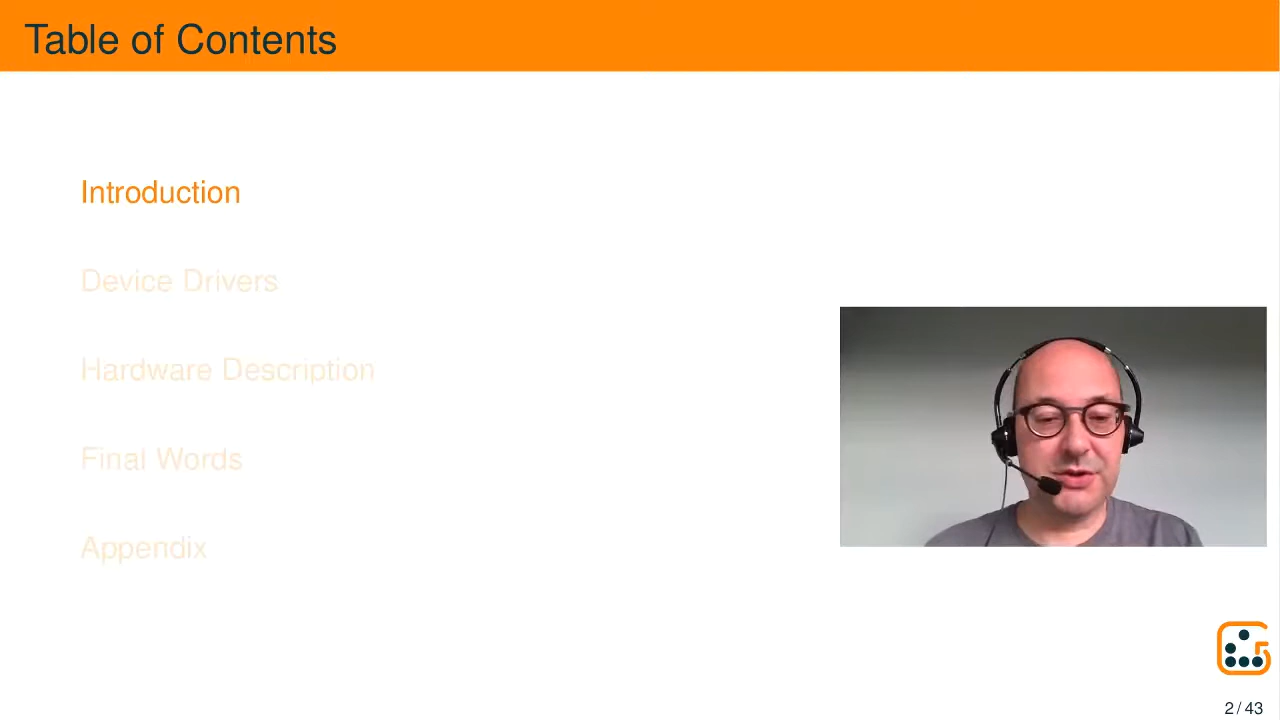 Table of Contents
Introduction
Device Drivers
Hardware Description
Final Words
Appendix
2 / 43